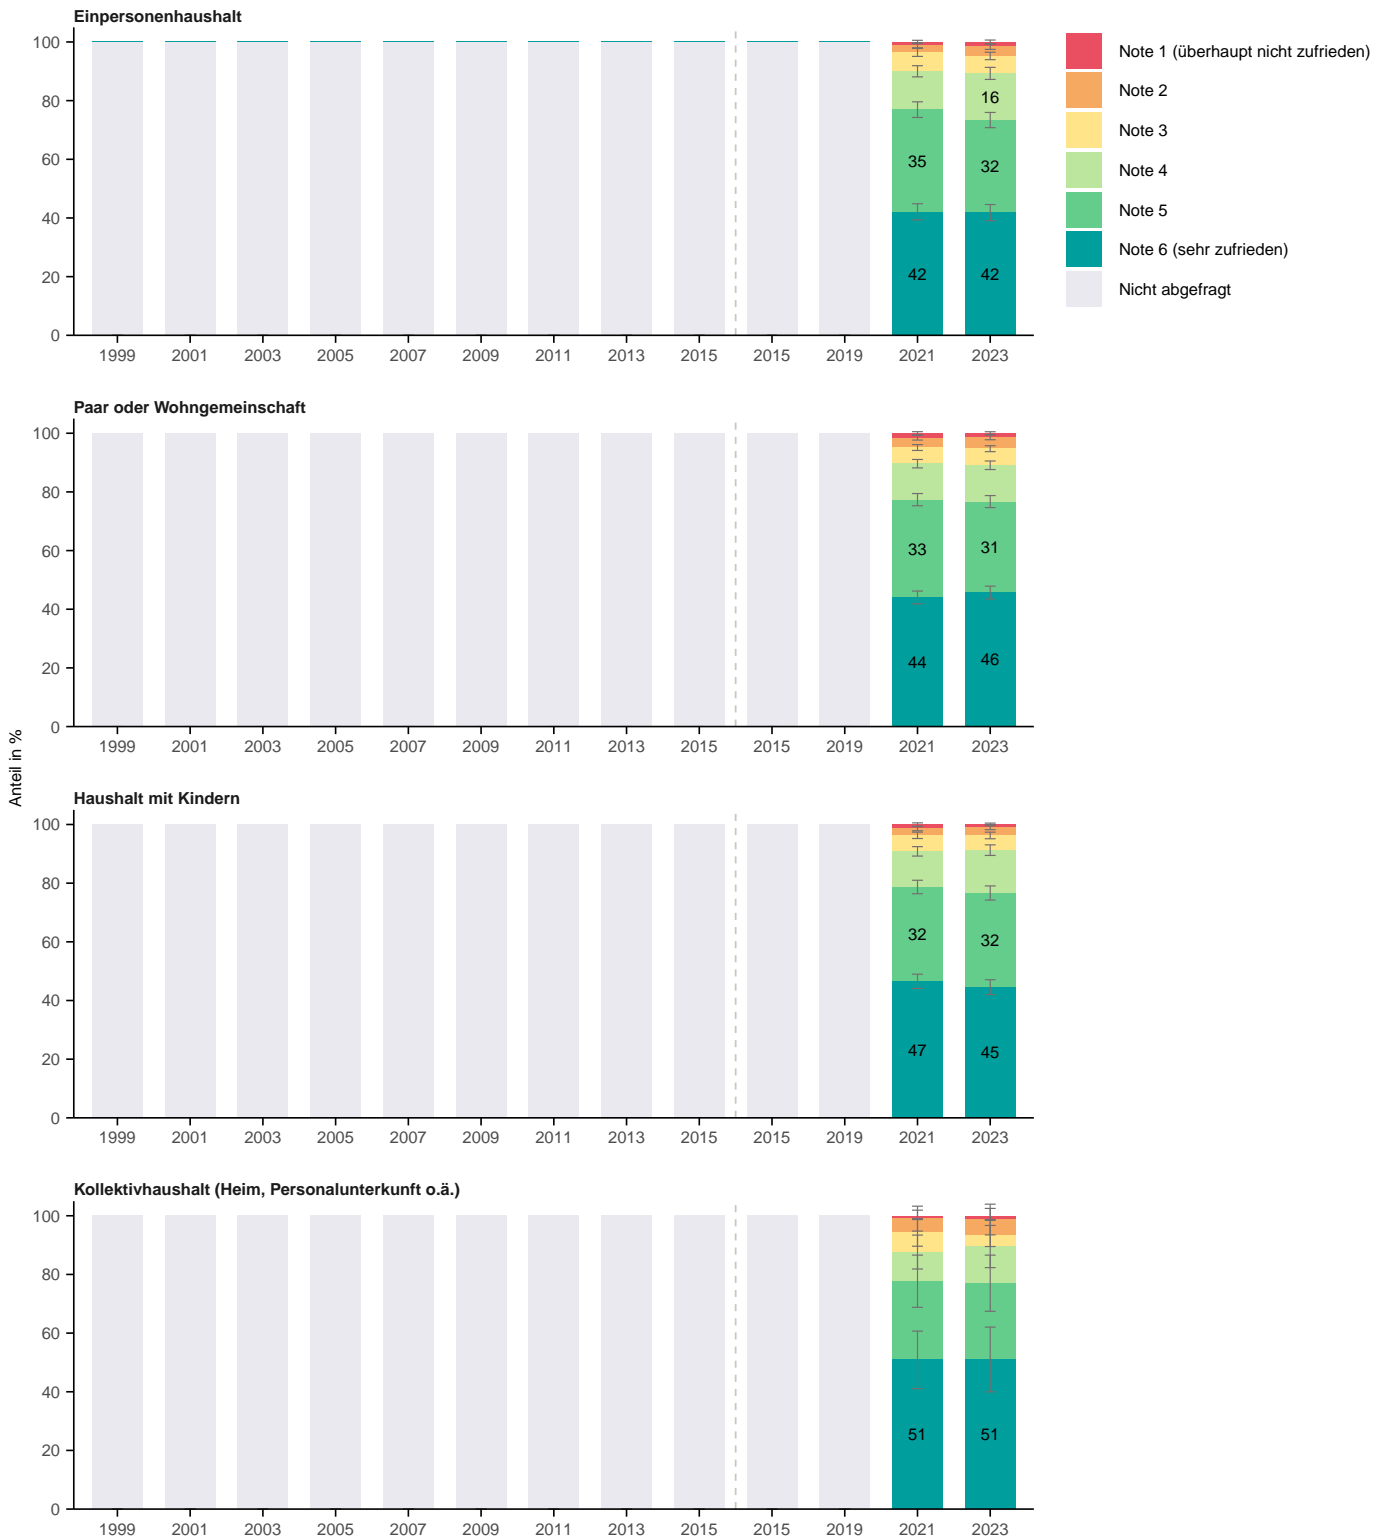 Einpersonenhaushalt
100
80
60
40
20
0
16
35
32
42
42
1999 2001 2003 2005 2007 2009 2011 2013 2015 2015 2019 2021 2023
Note 1 (überhaupt nicht zufrieden)
Note 2
Note 3
Note 4
Note 5
Note 6 (sehr zufrieden)
Nicht abgefragt
Paar oder Wohngemeinschaft
100
80
60
40
20
0
33
31
44
46
1999 2001 2003 2005 2007 2009 2011 2013 2015 2015 2019 2021 2023
Anteil in %
Haushalt mit Kindern
100
80
60
40
20
0
32
32
47
45
1999 2001 2003 2005 2007 2009 2011 2013 2015 2015 2019 2021 2023
Kollektivhaushalt (Heim, Personalunterkunft o.ä.)
100
80
60
40
20
0
51
51
1999 2001 2003 2005 2007 2009 2011 2013 2015 2015 2019 2021 2023